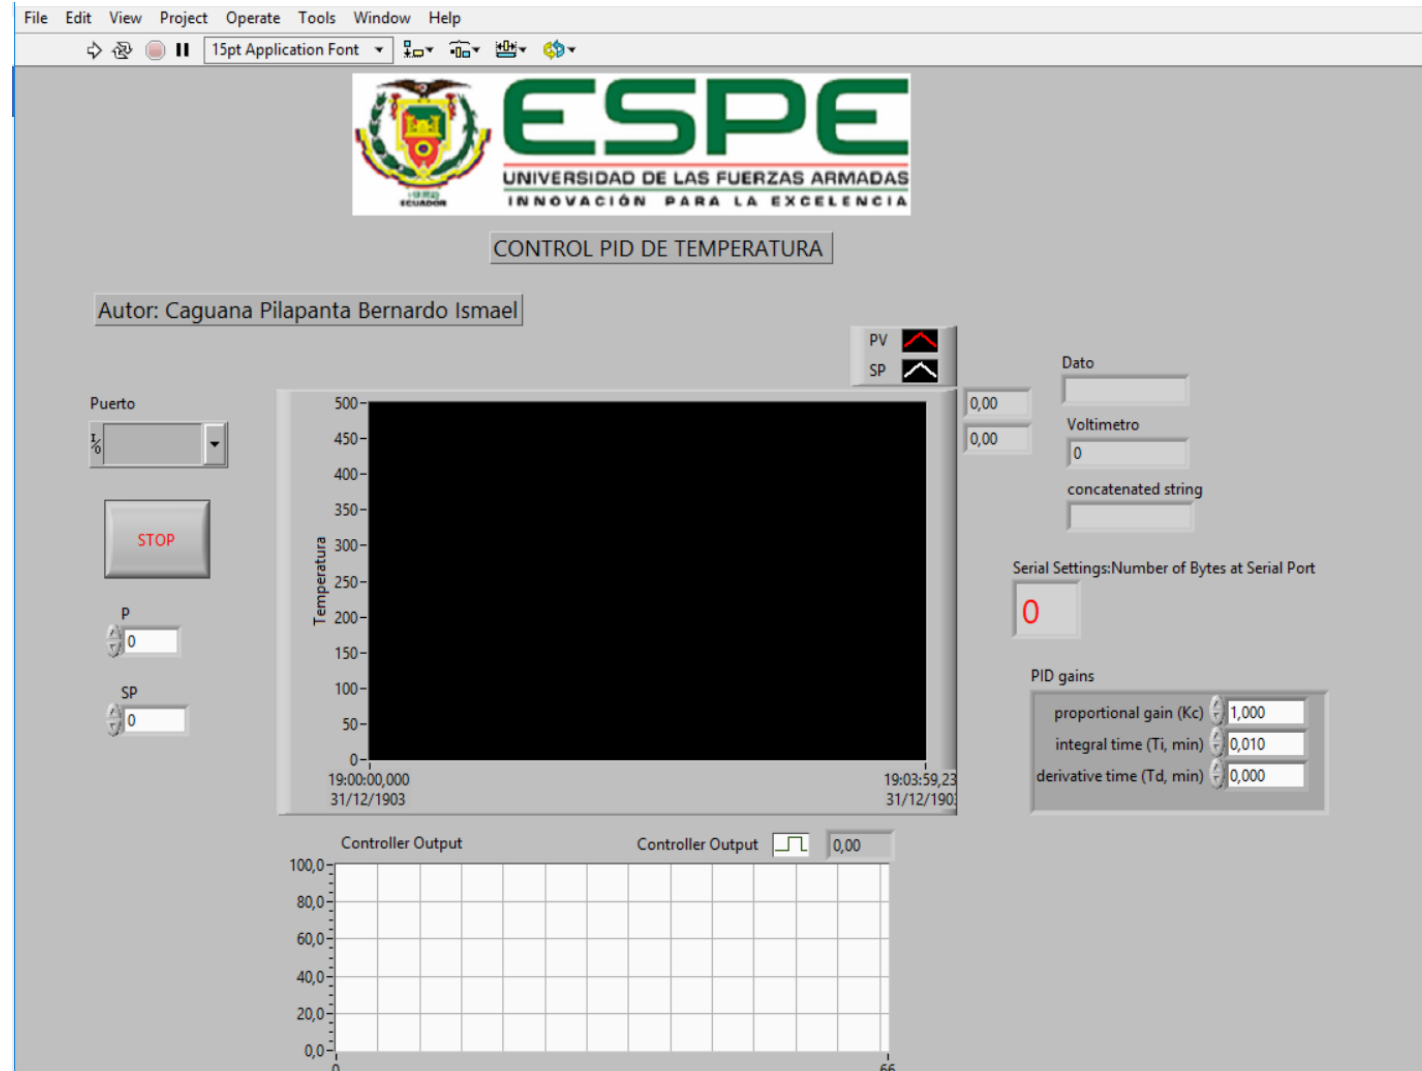 File Edit View Project Operate Tools Window Help
15pt Application Font
ESPE
UNIVERSIDAD DE LAS FUERZAS ARMADAS
INNOVACIÓN PARA LA EXCELENCIA
ECUADOR
CONTROL PID DE TEMPERATURA
Autor: Caguana Pilapanta Bernardo Ismael
PV
SP
Puerto
I/0
STOP
P
0
SP
0
Temperatura
500
450
400
350
300
250
200
150
100
50
0
19:00:00,000
31/12/1903
19:03:59,23
31/12/190
0,00
0,00
Dato
Voltimetro
0
concatenated string
Serial Settings:Number of Bytes at Serial Port
0
PID gains
proportional gain (Kc) 1,000
integral time (Ti, min) 0,010
derivative time (Td, min) 0,000
Controller Output
Controller Output 0,00
100,0
80,0
60,0
40,0
20,0
0,0
0
66